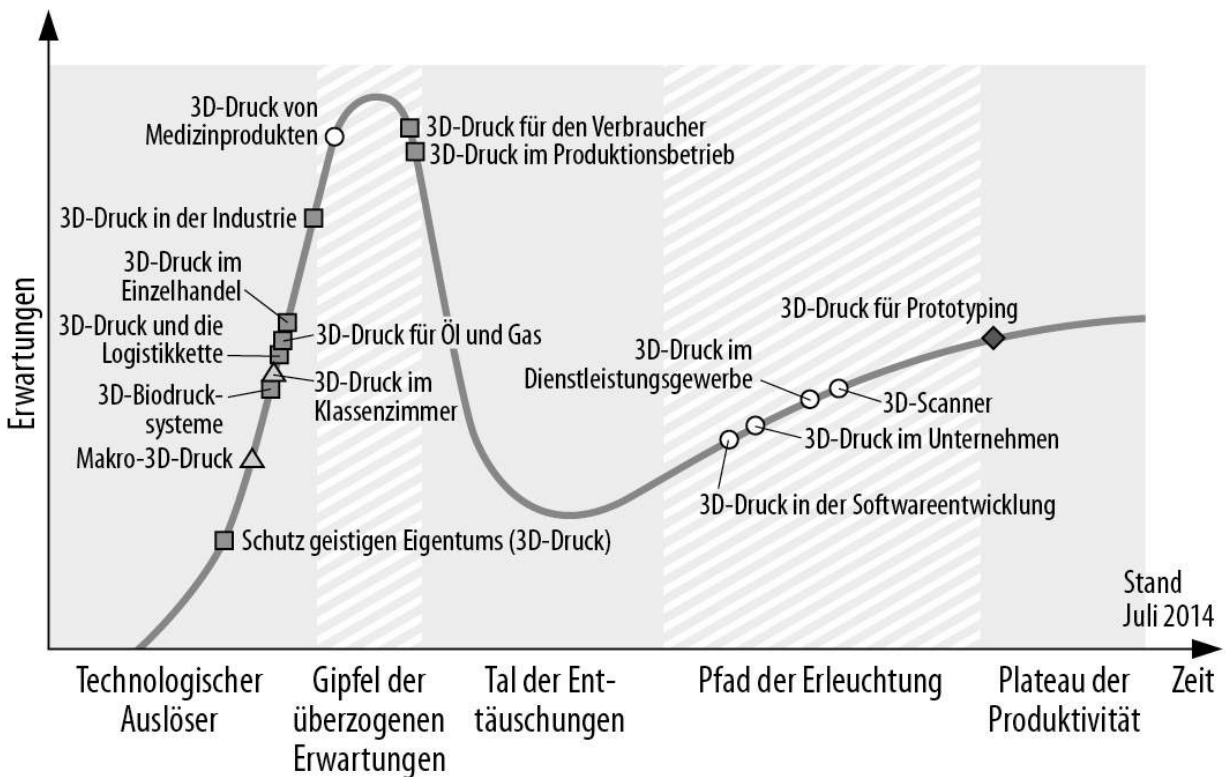 3D-Druck von
Medizinprodukten
3D-Druck für den Verbraucher
3D-Druck im Produktionsbetrieb
3D-Druck in der Industrie
3D-Druck im
Einzelhandel
3D-Druck und die
Logistikkette
3D-Druck für Öl und Gas
3D-Druck im
Klassenzimmer
3D-Biodruck-
systeme
Makro-3D-Druck
Schutz geistigen Eigentums (3D-Druck)
3D-Druck für Prototyping
3D-Druck im
Dienstleistungsgewerbe
3D-Scanner
3D-Druck im Unternehmen
3D-Druck in der Softwareentwicklung
Erwartungen
Stand
Juli 2014
Technologischer
Auslöser
Gipfel der
überzogenen
Erwartungen
Tal der Ent-
täuschungen
Pfad der Erleuchtung
Plateau der
Produktivität
Zeit